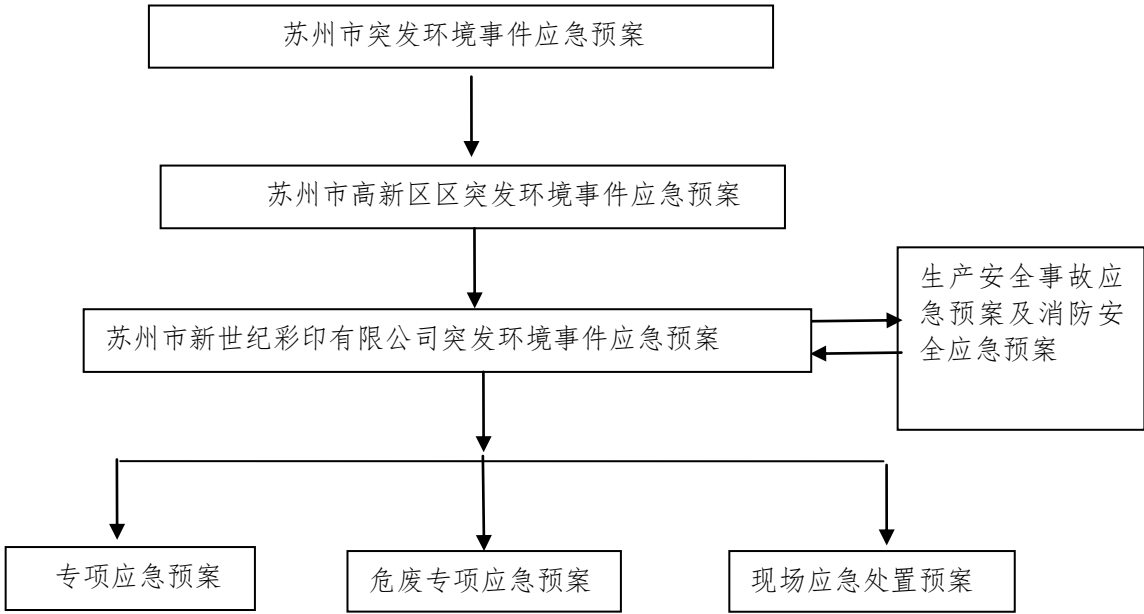 苏州市突发环境事件应急预案
苏州市高新区区突发环境事件应急预案
苏州市新世纪彩印有限公司突发环境事件应急预案
生产安全事故应
急预案及消防安
全应急预案
专项应急预案
危废专项应急预案
现场应急处置预案